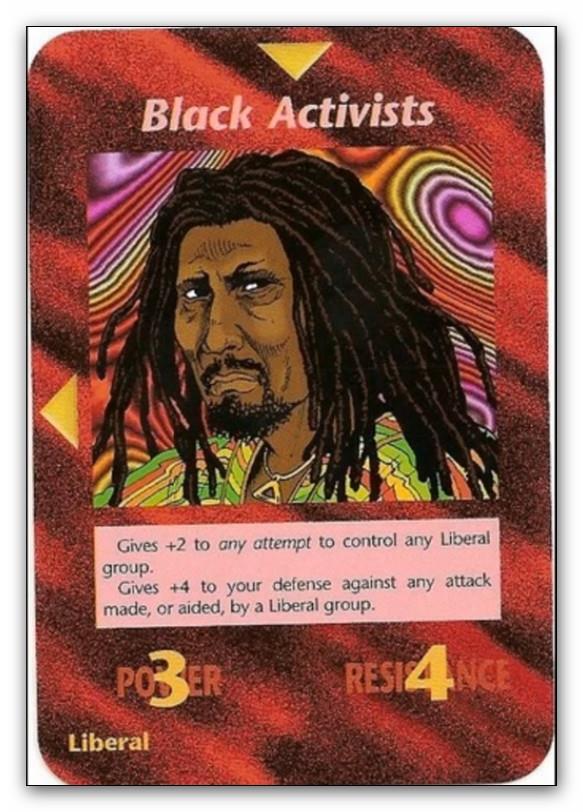 Black Activists
Gives +2 to any attempt to control any Liberal
group.
Gives +4 to your defense against any attack
made, or aided, by a Liberal group.
POWER 3 RESISTANCE 4
Liberal